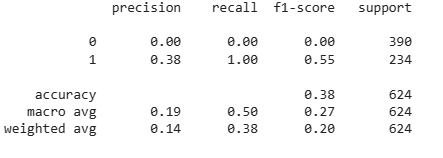 precision recall f1-score support
0 0.00 0.00 0.00 390
1 0.38 1.00 0.55 234
accuracy 0.38 624
macro avg 0.19 0.50 0.27 624
weighted avg 0.14 0.38 0.20 624